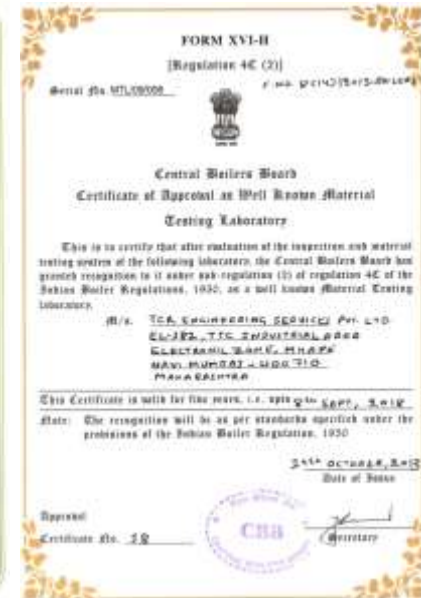 FORM XVI-H
[Regulation 4C (2)]
Serial No. WTL/09/008
Central Boilers Board
Certificate of Approval as Well Known Material
Testing Laboratory
This is to certify that after evaluation of the inspection and material
testing system of the following laboratory, the Central Boilers Board has
granted recognition to it under sub-regulation (2) of regulation 4C of the
Indian Boiler Regulations, 1950, as a well known Material Testing
laboratory.
M/s. TCR ENGINEERING SERVICES PVT. LTD
EL-182, TTC INDUSTRIAL AREA
ELECTRONIC ZONE, MHAPE
NAVI MUMBAI - 400 710
MAHARASHTRA
This Certificate is valid for five years, i.e. upto 8th SEPT, 2018
Note: The recognition will be as per standards specified under the
provisions of the Indian Boiler Regulation, 1950
OCTOBER, 2013
Date of Issue
Approval
Certificate No. 58
CBB
Secretary